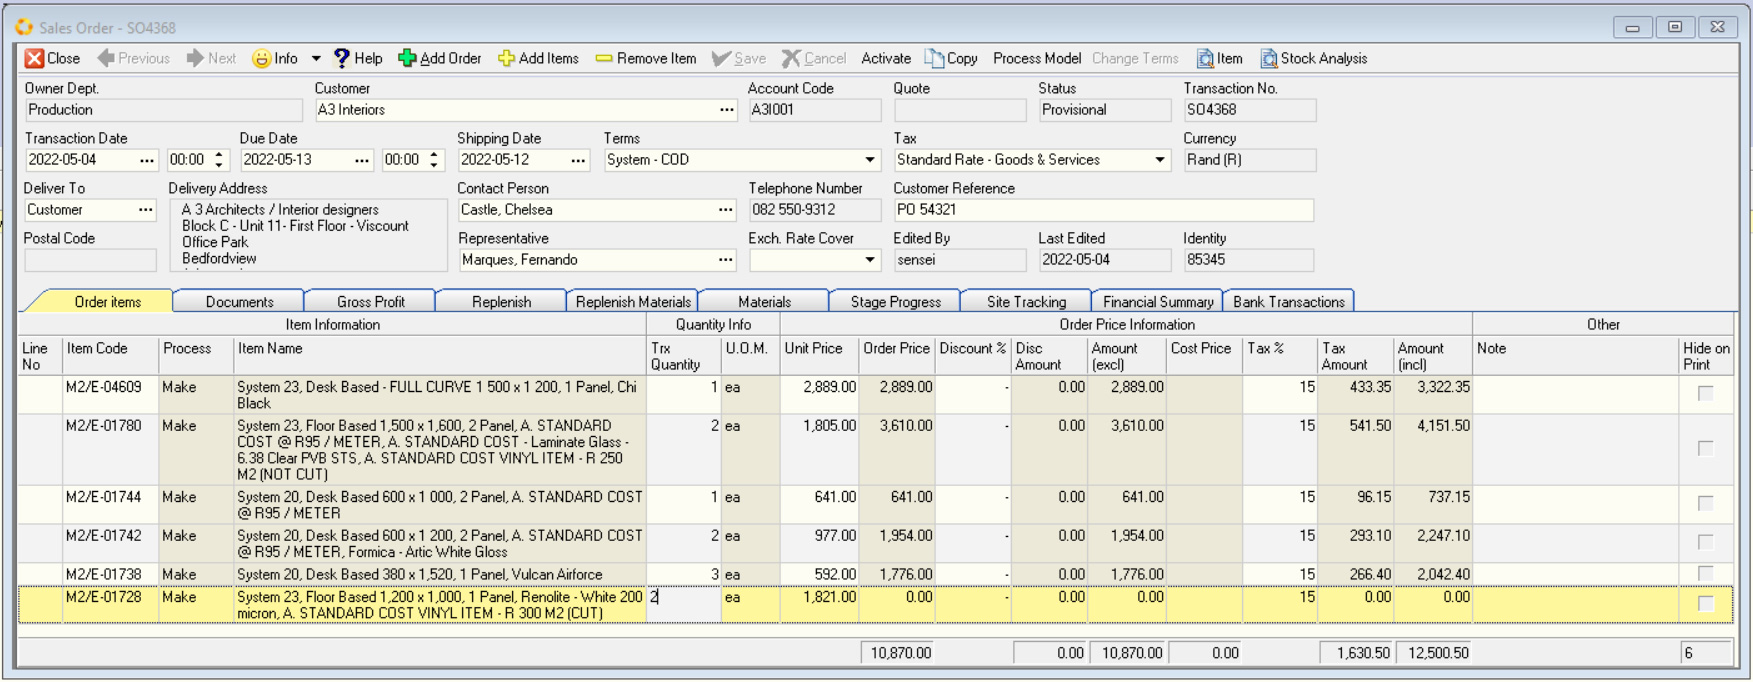 Sales Order - SO4368
Close Previous Next Info Help Add Order Add Items Remove Item Save Cancel Activate Copy Process Model Change Terms Item Stock Analysis
Owner Dept. Customer Account Code Quote Status Transaction No.
Production A3 Interiors ... A3I001 Provisional SO4368
Transaction Date Due Date Shipping Date Terms Tax Currency
2022-05-04 ... 00:00 2022-05-13 ... 00:00 2022-05-12 ... System - COD Standard Rate - Goods & Services Rand (R)
Deliver To Delivery Address Contact Person Telephone Number Customer Reference
Customer ... A 3 Architects / Interior designers Castle, Chelsea ... 082 550-9312 PO 54321
Block C - Unit 11- First Floor - Viscount
Office Park
Bedfordview
Postal Code Representative Exch. Rate Cover Edited By Last Edited Identity
Marques, Fernando ... sensei 2022-05-04 85345
Order items Documents Gross Profit Replenish Replenish Materials Materials Stage Progress Site Tracking Financial Summary Bank Transactions
Item Information Quantity Info Order Price Information Other
Line Item Code Process Item Name Trx U.O.M. Unit Price Order Price Discount % Disc Amount Cost Price Tax % Tax Amount Note Hide on
No Quantity Amount (excl) Amount (incl) Print
M2/E-04609 Make System 23, Desk Based - FULL CURVE 1 500 x 1 200, 1 Panel, Chi 1 ea 2,889.00 2,889.00 - 0.00 2,889.00 15 433.35 3,322.35
Black
M2/E-01780 Make System 23, Floor Based 1,500 x 1,600, 2 Panel, A. STANDARD 2 ea 1,805.00 3,610.00 - 0.00 3,610.00 15 541.50 4,151.50
COST @ R95 / METER, A. STANDARD COST - Laminate Glass -
6.38 Clear PVB STS, A. STANDARD COST VINYL ITEM - R 250
M2 (NOT CUT)
M2/E-01744 Make System 20, Desk Based 600 x 1 000, 2 Panel, A. STANDARD COST 1 ea 641.00 641.00 - 0.00 641.00 15 96.15 737.15
@ R95 / METER
M2/E-01742 Make System 20, Desk Based 600 x 1 200, 2 Panel, A. STANDARD COST 2 ea 977.00 1,954.00 - 0.00 1,954.00 15 293.10 2,247.10
@ R95 / METER, Formica - Artic White Gloss
M2/E-01738 Make System 20, Desk Based 380 x 1,520, 1 Panel, Vulcan Airforce 3 ea 592.00 1,776.00 - 0.00 1,776.00 15 266.40 2,042.40
M2/E-01728 Make System 23, Floor Based 1,200 x 1,000, 1 Panel, Renolite - White 200 2 ea 1,821.00 0.00 - 0.00 0.00 15 0.00 0.00
micron, A. STANDARD COST VINYL ITEM - R 300 M2 (CUT)
10,870.00 0.00 10,870.00 0.00 1,630.50 12,500.50 6